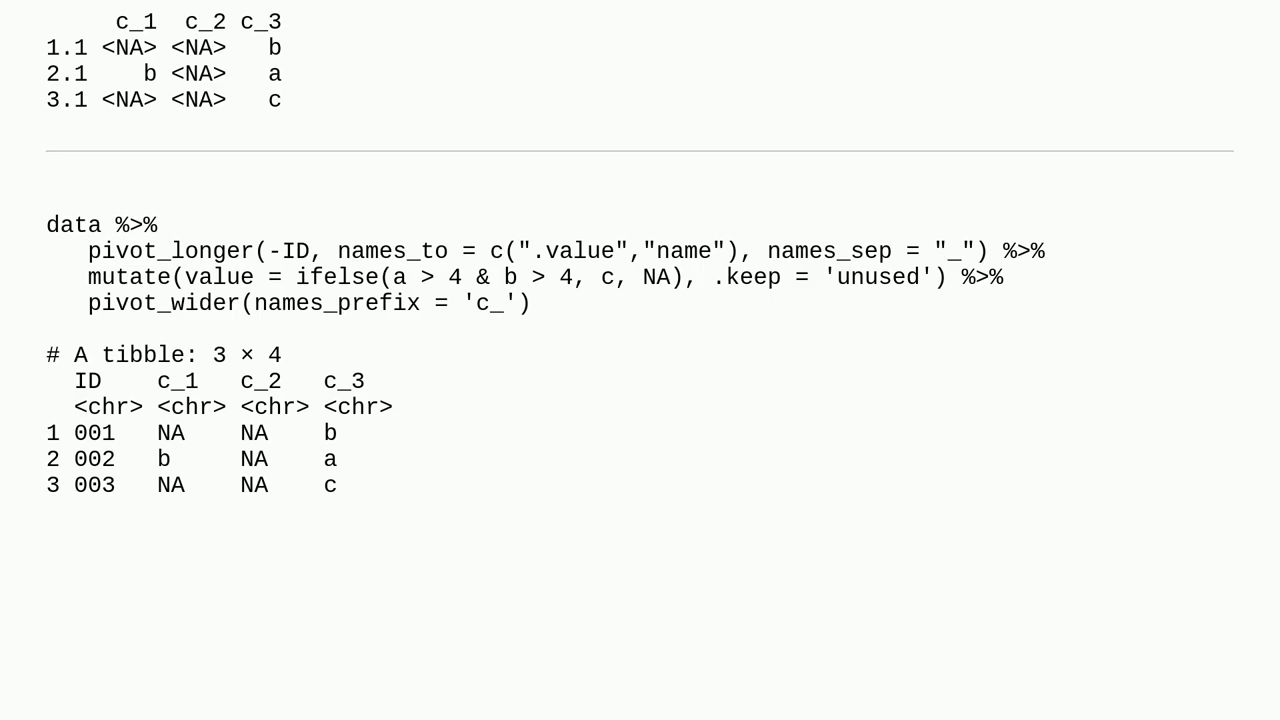 c_1  c_2 c_3
1.1 <NA> <NA>   b
2.1    b <NA>   a
3.1 <NA> <NA>   c
data %>%
   pivot_longer(-ID, names_to = c(".value","name"), names_sep = "_") %>%
   mutate(value = ifelse(a > 4 & b > 4, c, NA), .keep = 'unused') %>%
   pivot_wider(names_prefix = 'c_')
# A tibble: 3 × 4
  ID    c_1   c_2   c_3
  <chr> <chr> <chr> <chr>
1 001   NA    NA    b
2 002   b     NA    a
3 003   NA    NA    c